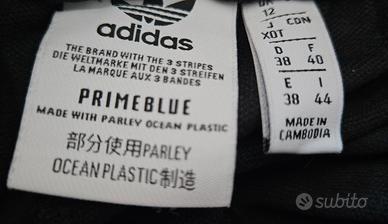 adidas
THE BRAND WITH THE 3 STRIPES
DIE WELTMARKE MIT DEN 3 STREIFEN
LA MARQUE AUX 3 BANDES
PRIMEBLUE
MADE WITH PARLEY OCEAN PLASTIC
部分使用PARLEY
OCEAN PLASTIC制造
12
J CDN
XOT
D F
38 40
E I
38 44
MADE IN
CAMBODIA
subito